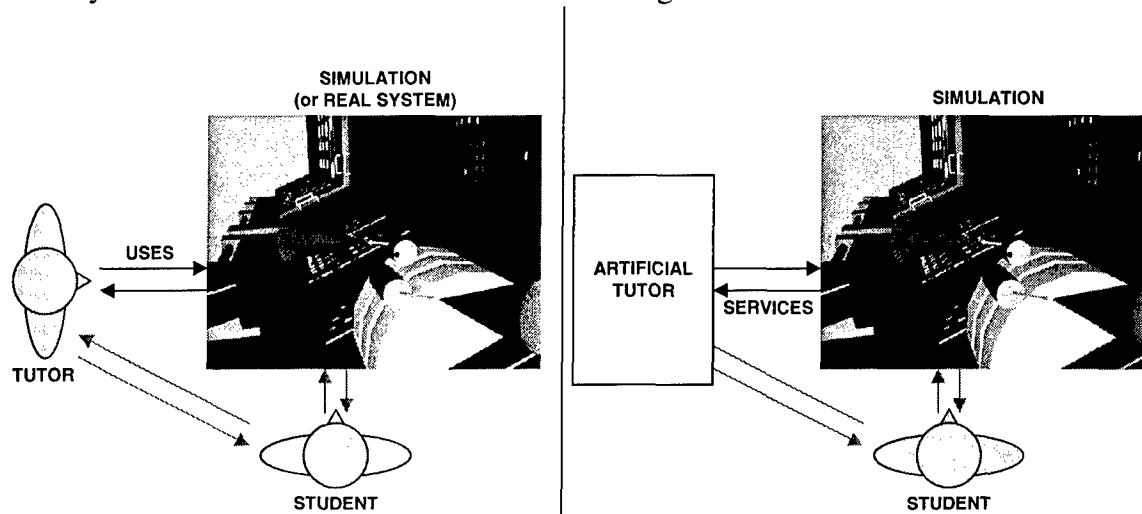 SIMULATION
(or REAL SYSTEM)
USES
TUTOR
STUDENT
SIMULATION
ARTIFICIAL
TUTOR
SERVICES
STUDENT